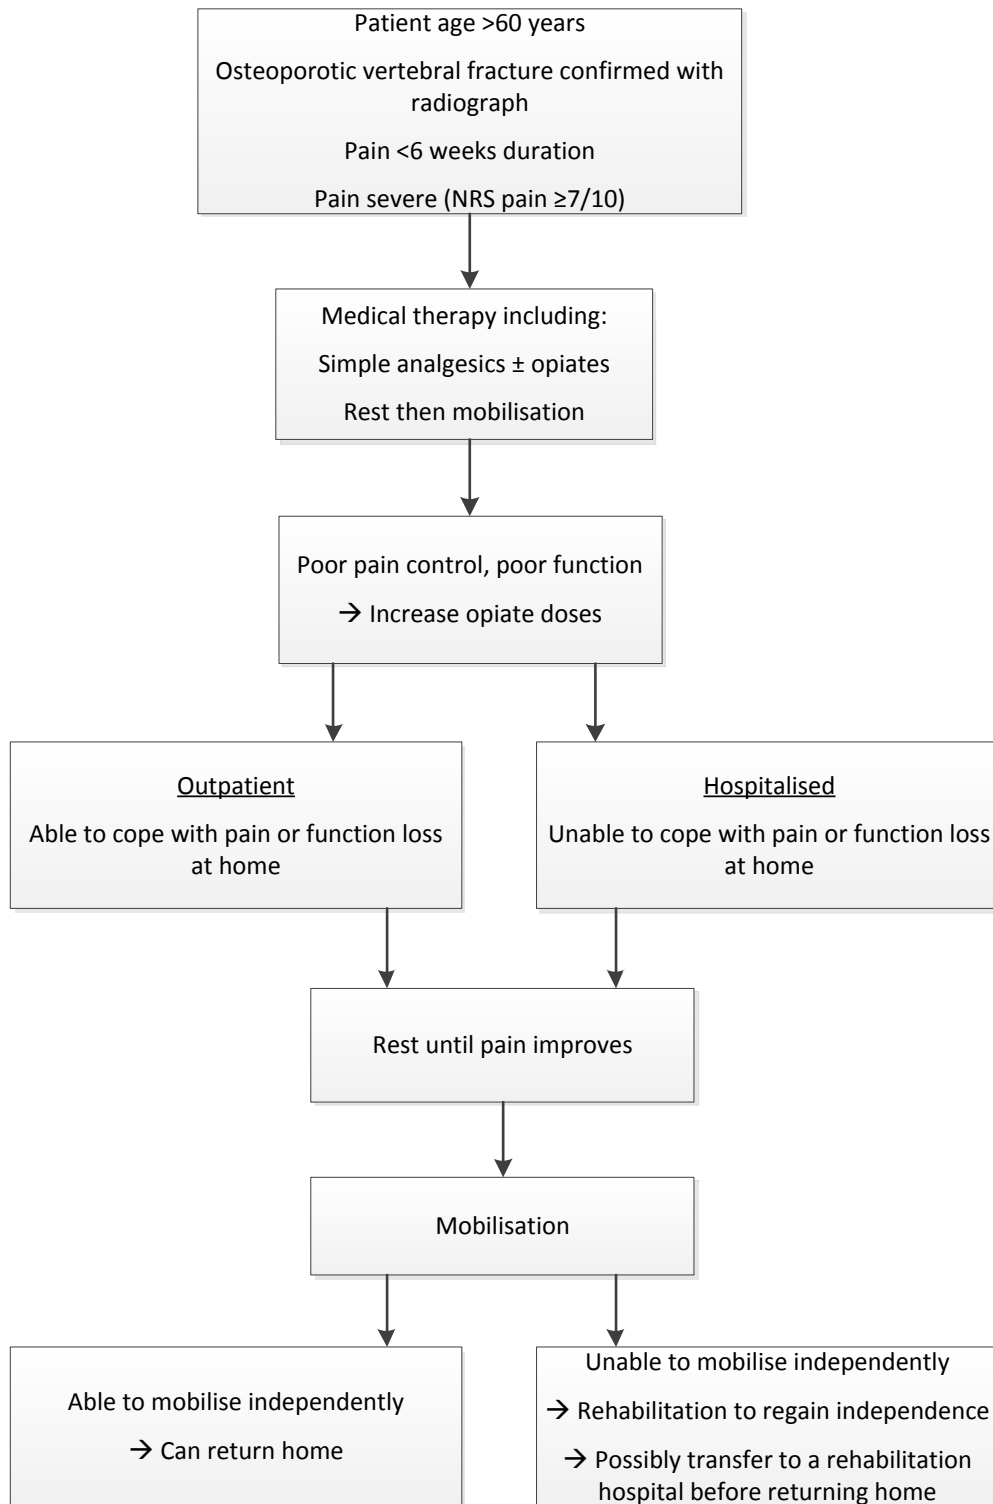 Patient age >60 years
Osteoporotic vertebral fracture confirmed with
radiograph
Pain <6 weeks duration
Pain severe (NRS pain ≥7/10)
Medical therapy including:
Simple analgesics ± opiates
Rest then mobilisation
Poor pain control, poor function
→ Increase opiate doses
Outpatient
Able to cope with pain or function loss
at home
Hospitalised
Unable to cope with pain or function loss
at home
Rest until pain improves
Mobilisation
Able to mobilise independently
→ Can return home
Unable to mobilise independently
→ Rehabilitation to regain independence
→ Possibly transfer to a rehabilitation
hospital before returning home